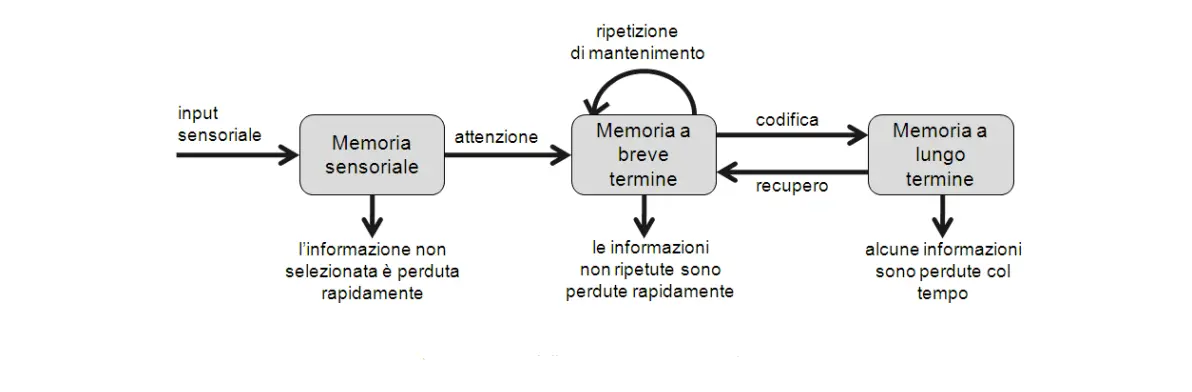 ripetizione
di mantenimento
input
sensoriale
Memoria
sensoriale
attenzione
Memoria a
breve
termine
codifica
recupero
Memoria a
lungo
termine
l'informazione non
selezionata è perduta
rapidamente
le informazioni
non ripetute sono
perdute rapidamente
alcune informazioni
sono perdute col
tempo